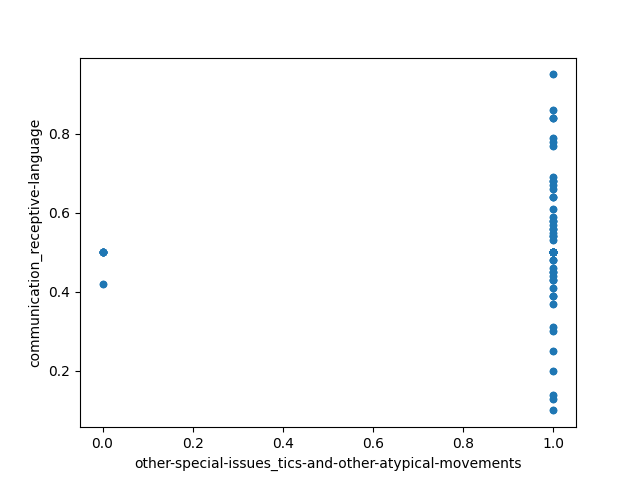 communication_receptive-language
0.8
0.6
0.4
0.2
0.0 0.2 0.4 0.6 0.8 1.0
other-special-issues_tics-and-other-atypical-movements